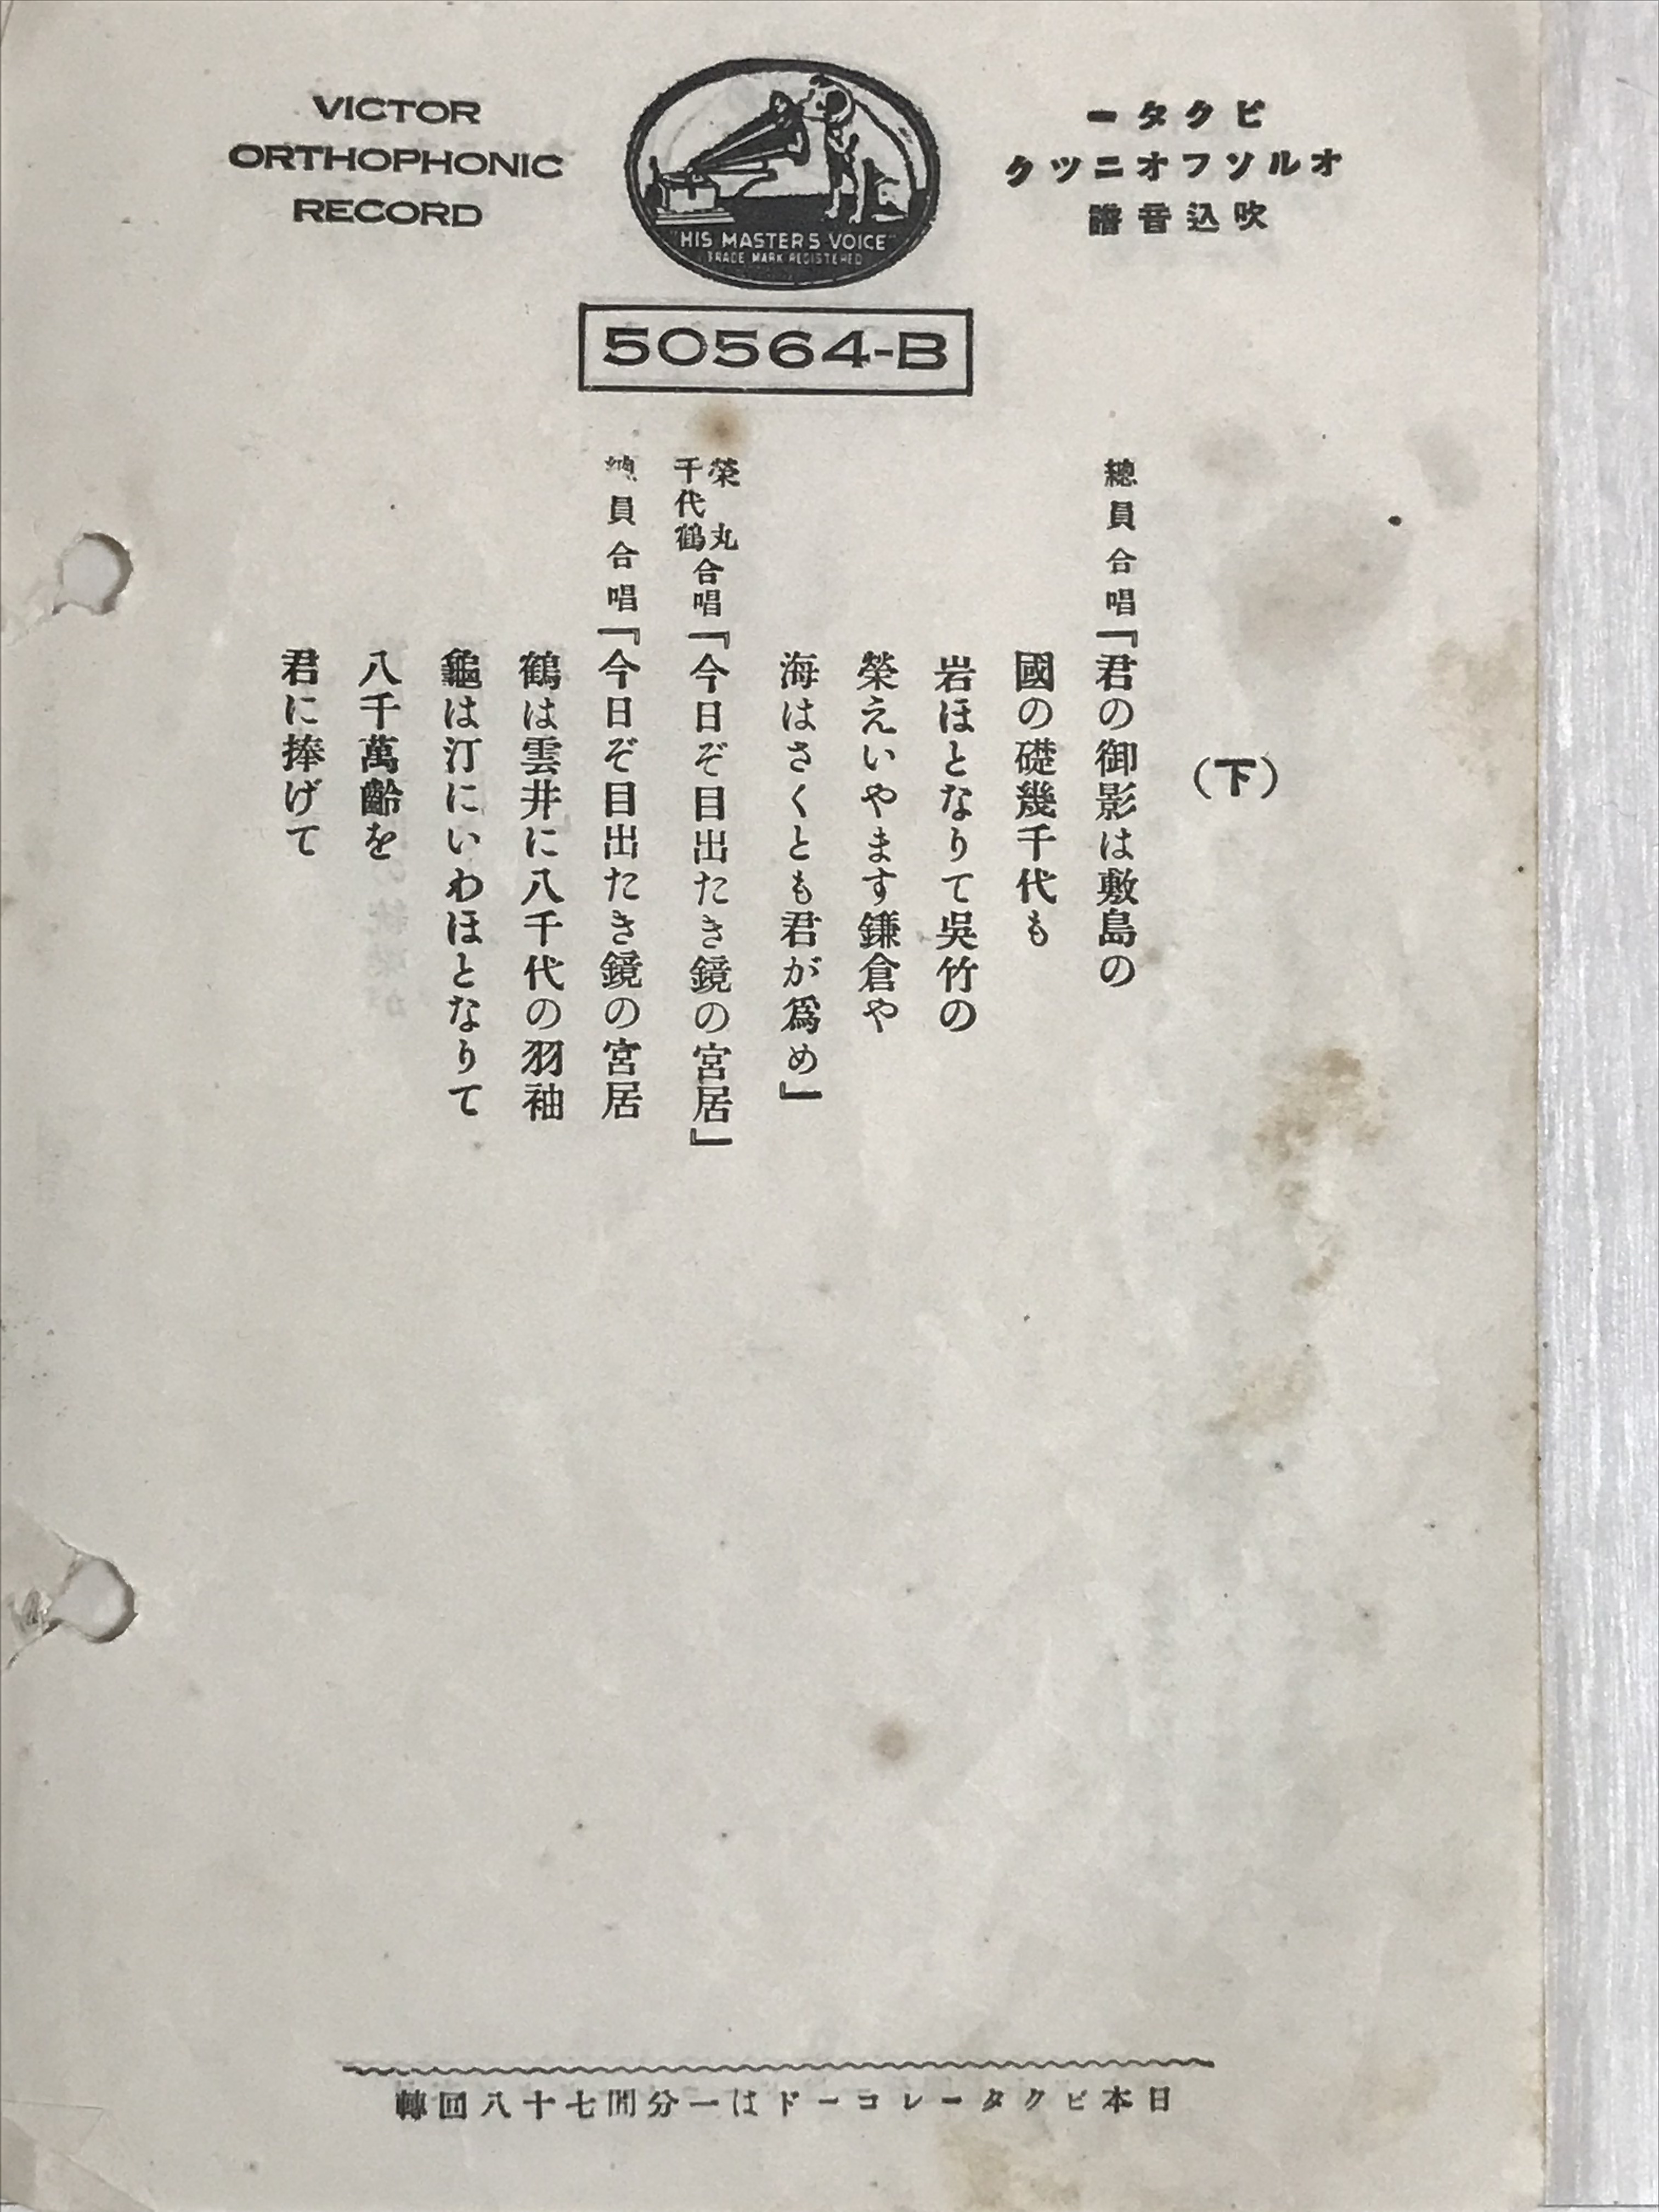 VICTOR
ORTHOPHONIC
RECORD
"HIS MASTER'S VOICE"
TRADE MARK REGISTERED
ビクター
オルソフオニツク
吹込音譜
50564-B
(下)
總員合唱『君の御影は敷島の
國の礎幾千代も
岩ほとなりて呉竹の
榮えいやます鎌倉や
海はさくとも君が爲め』
榮丸
千代鶴
合唱『今日ぞ目出たき鏡の宮居』
總員合唱『今日ぞ目出たき鏡の宮居
鶴は雲井に八千代の羽袖
龜は汀にいわほとなりて
八千萬齡を
君に捧げて
日本ビクターレコードは一分間七十八回轉